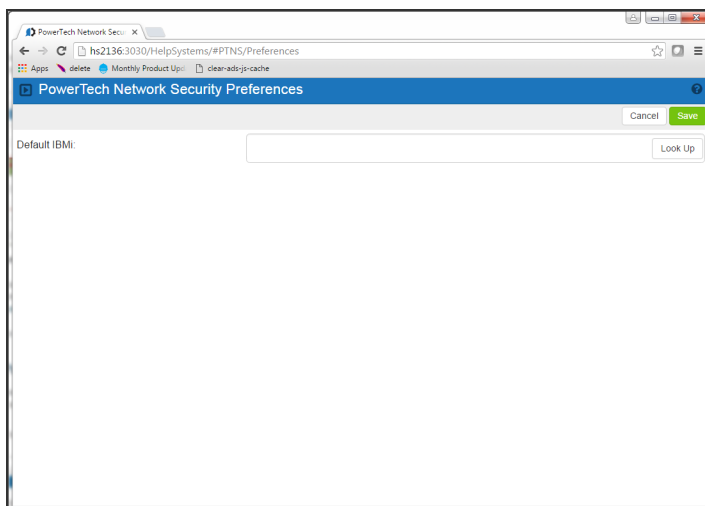 PowerTech Network Secu
hs2136:3030/HelpSystems/#PTNS/Preferences
Apps delete Monthly Product Upd clear-ads-js-cache
PowerTech Network Security Preferences ?
Cancel Save
Default IBMi: Look Up